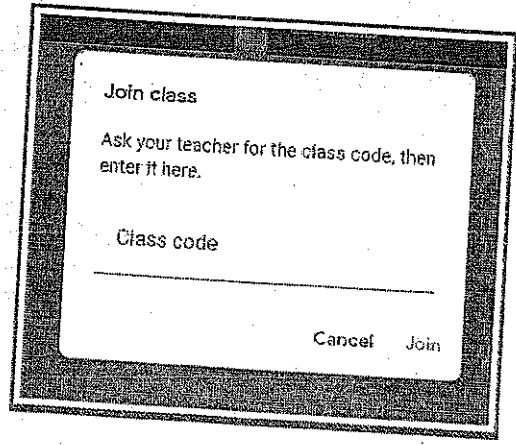 Join class
Ask your teacher for the class code, then
enter it here.
Class code
Cancel Join